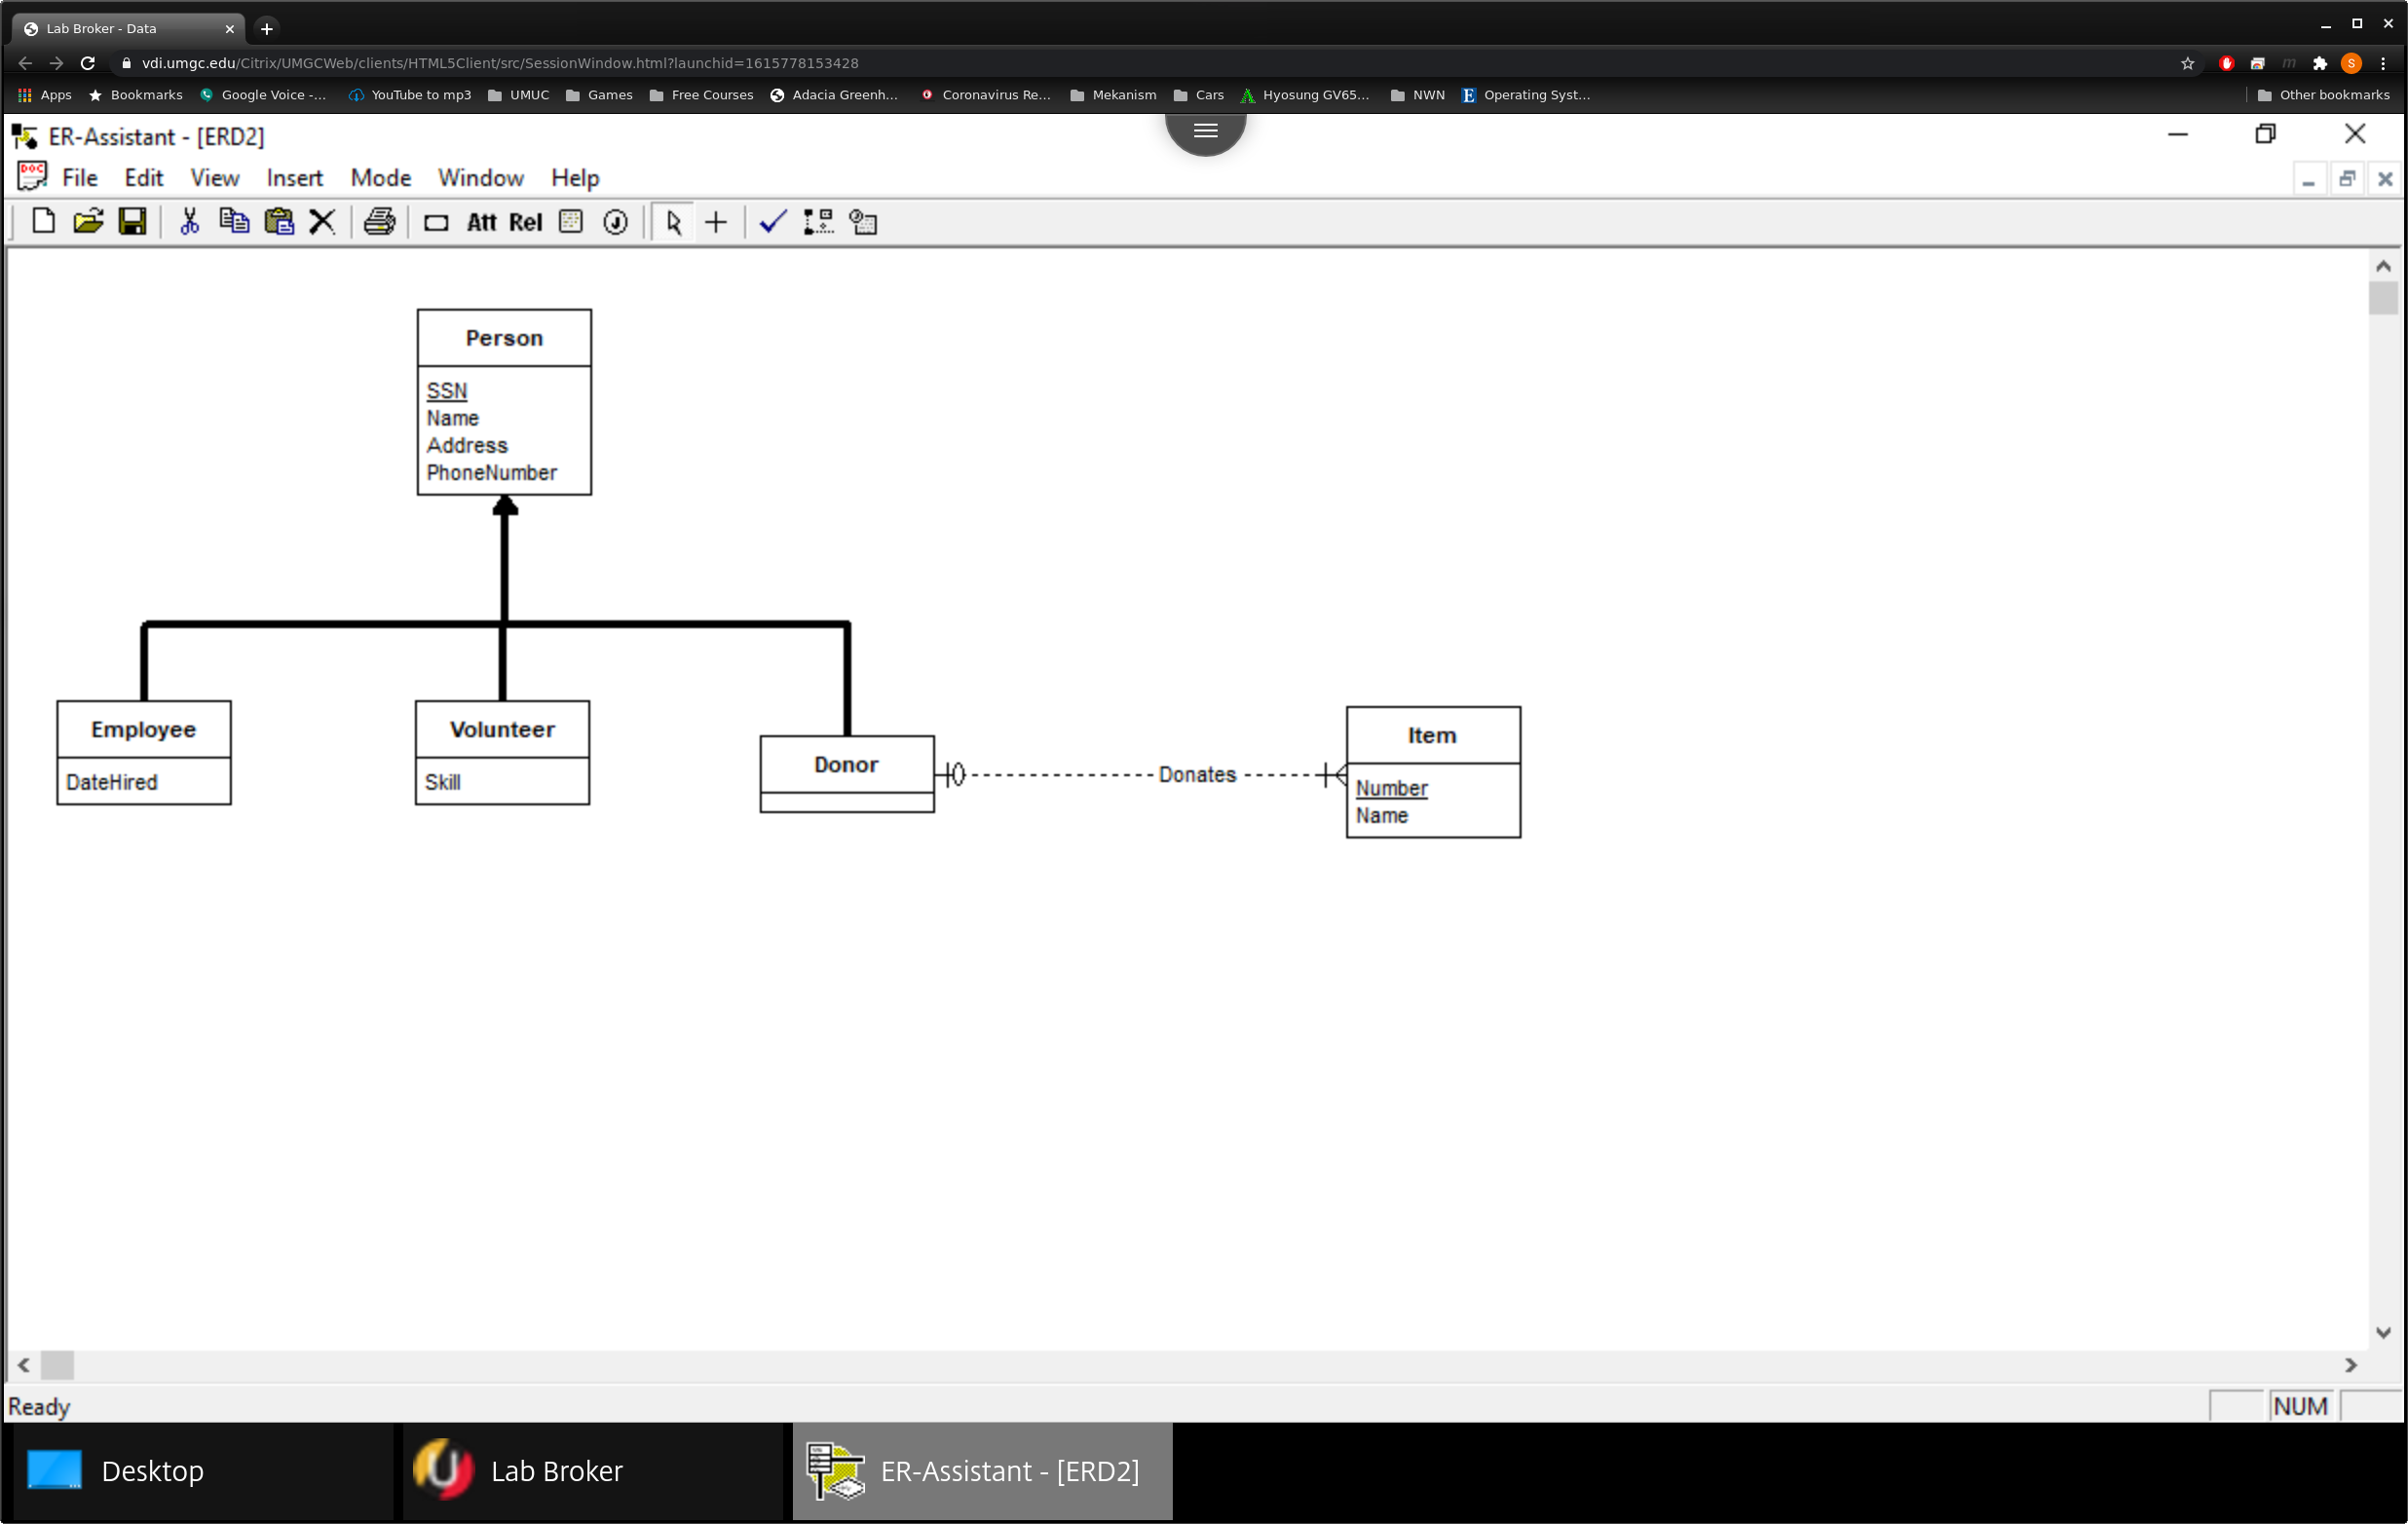 Lab Broker - Data
vdi.umgc.edu/Citrix/UMGCWeb/clients/HTML5Client/src/SessionWindow.html?launchid=1615778153428
S
Apps Bookmarks Google Voice -... YouTube to mp3 UMUC Games Free Courses Adacia Greenh... Coronavirus Re... Mekanism Cars Hyosung GV65... NWN Operating Syst... Other bookmarks
ER-Assistant - [ERD2]
File Edit View Insert Mode Window Help
Att Rel
Person
SSN
Name
Address
PhoneNumber
Employee
DateHired
Volunteer
Skill
Donor
Donates
Item
Number
Name
Ready
NUM
Desktop
Lab Broker
ER-Assistant - [ERD2]